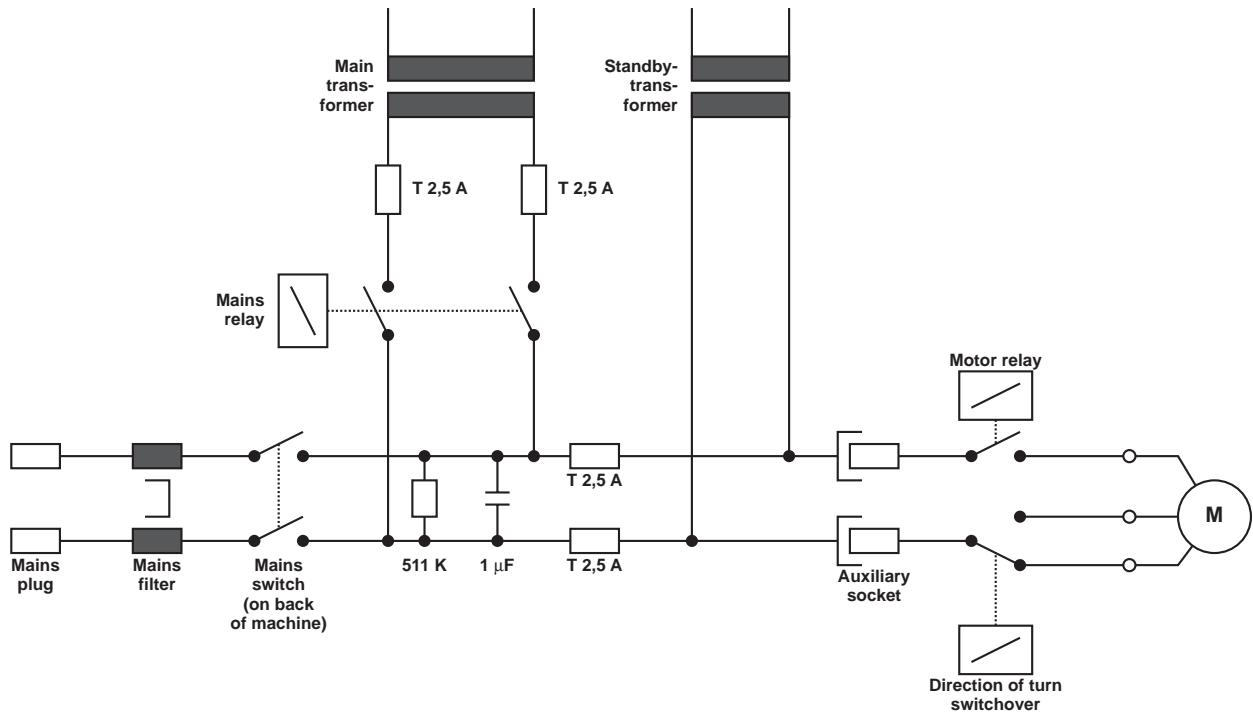 Main
trans-
former
Standby-
trans-
former
T 2,5 A
T 2,5 A
Mains
relay
Motor relay
T 2,5 A
M
Mains
plug
Mains
filter
Mains
switch
(on back
of machine)
511 K
1 μF
T 2,5 A
Auxiliary
socket
Direction of turn
switchover